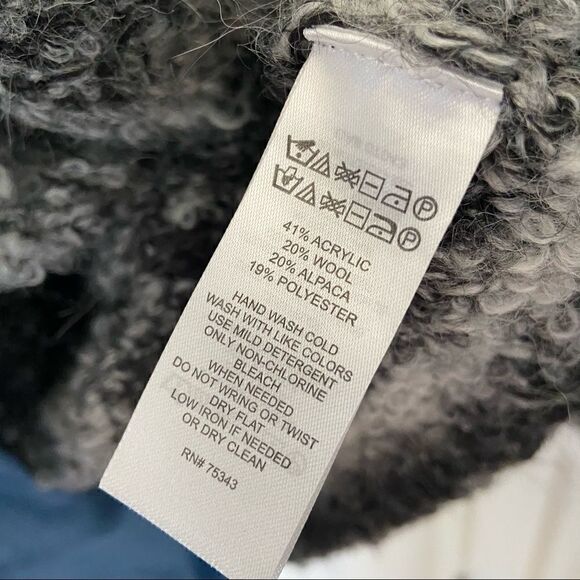 41% ACRYLIC
20% WOOL
20% ALPACA
19% POLYESTER
HAND WASH COLD
WASH WITH LIKE COLORS
USE MILD DETERGENT
ONLY NON-CHLORINE
BLEACH
WHEN NEEDED
DO NOT WRING OR TWIST
DRY FLAT
LOW IRON IF NEEDED
OR DRY CLEAN
RN# 75343